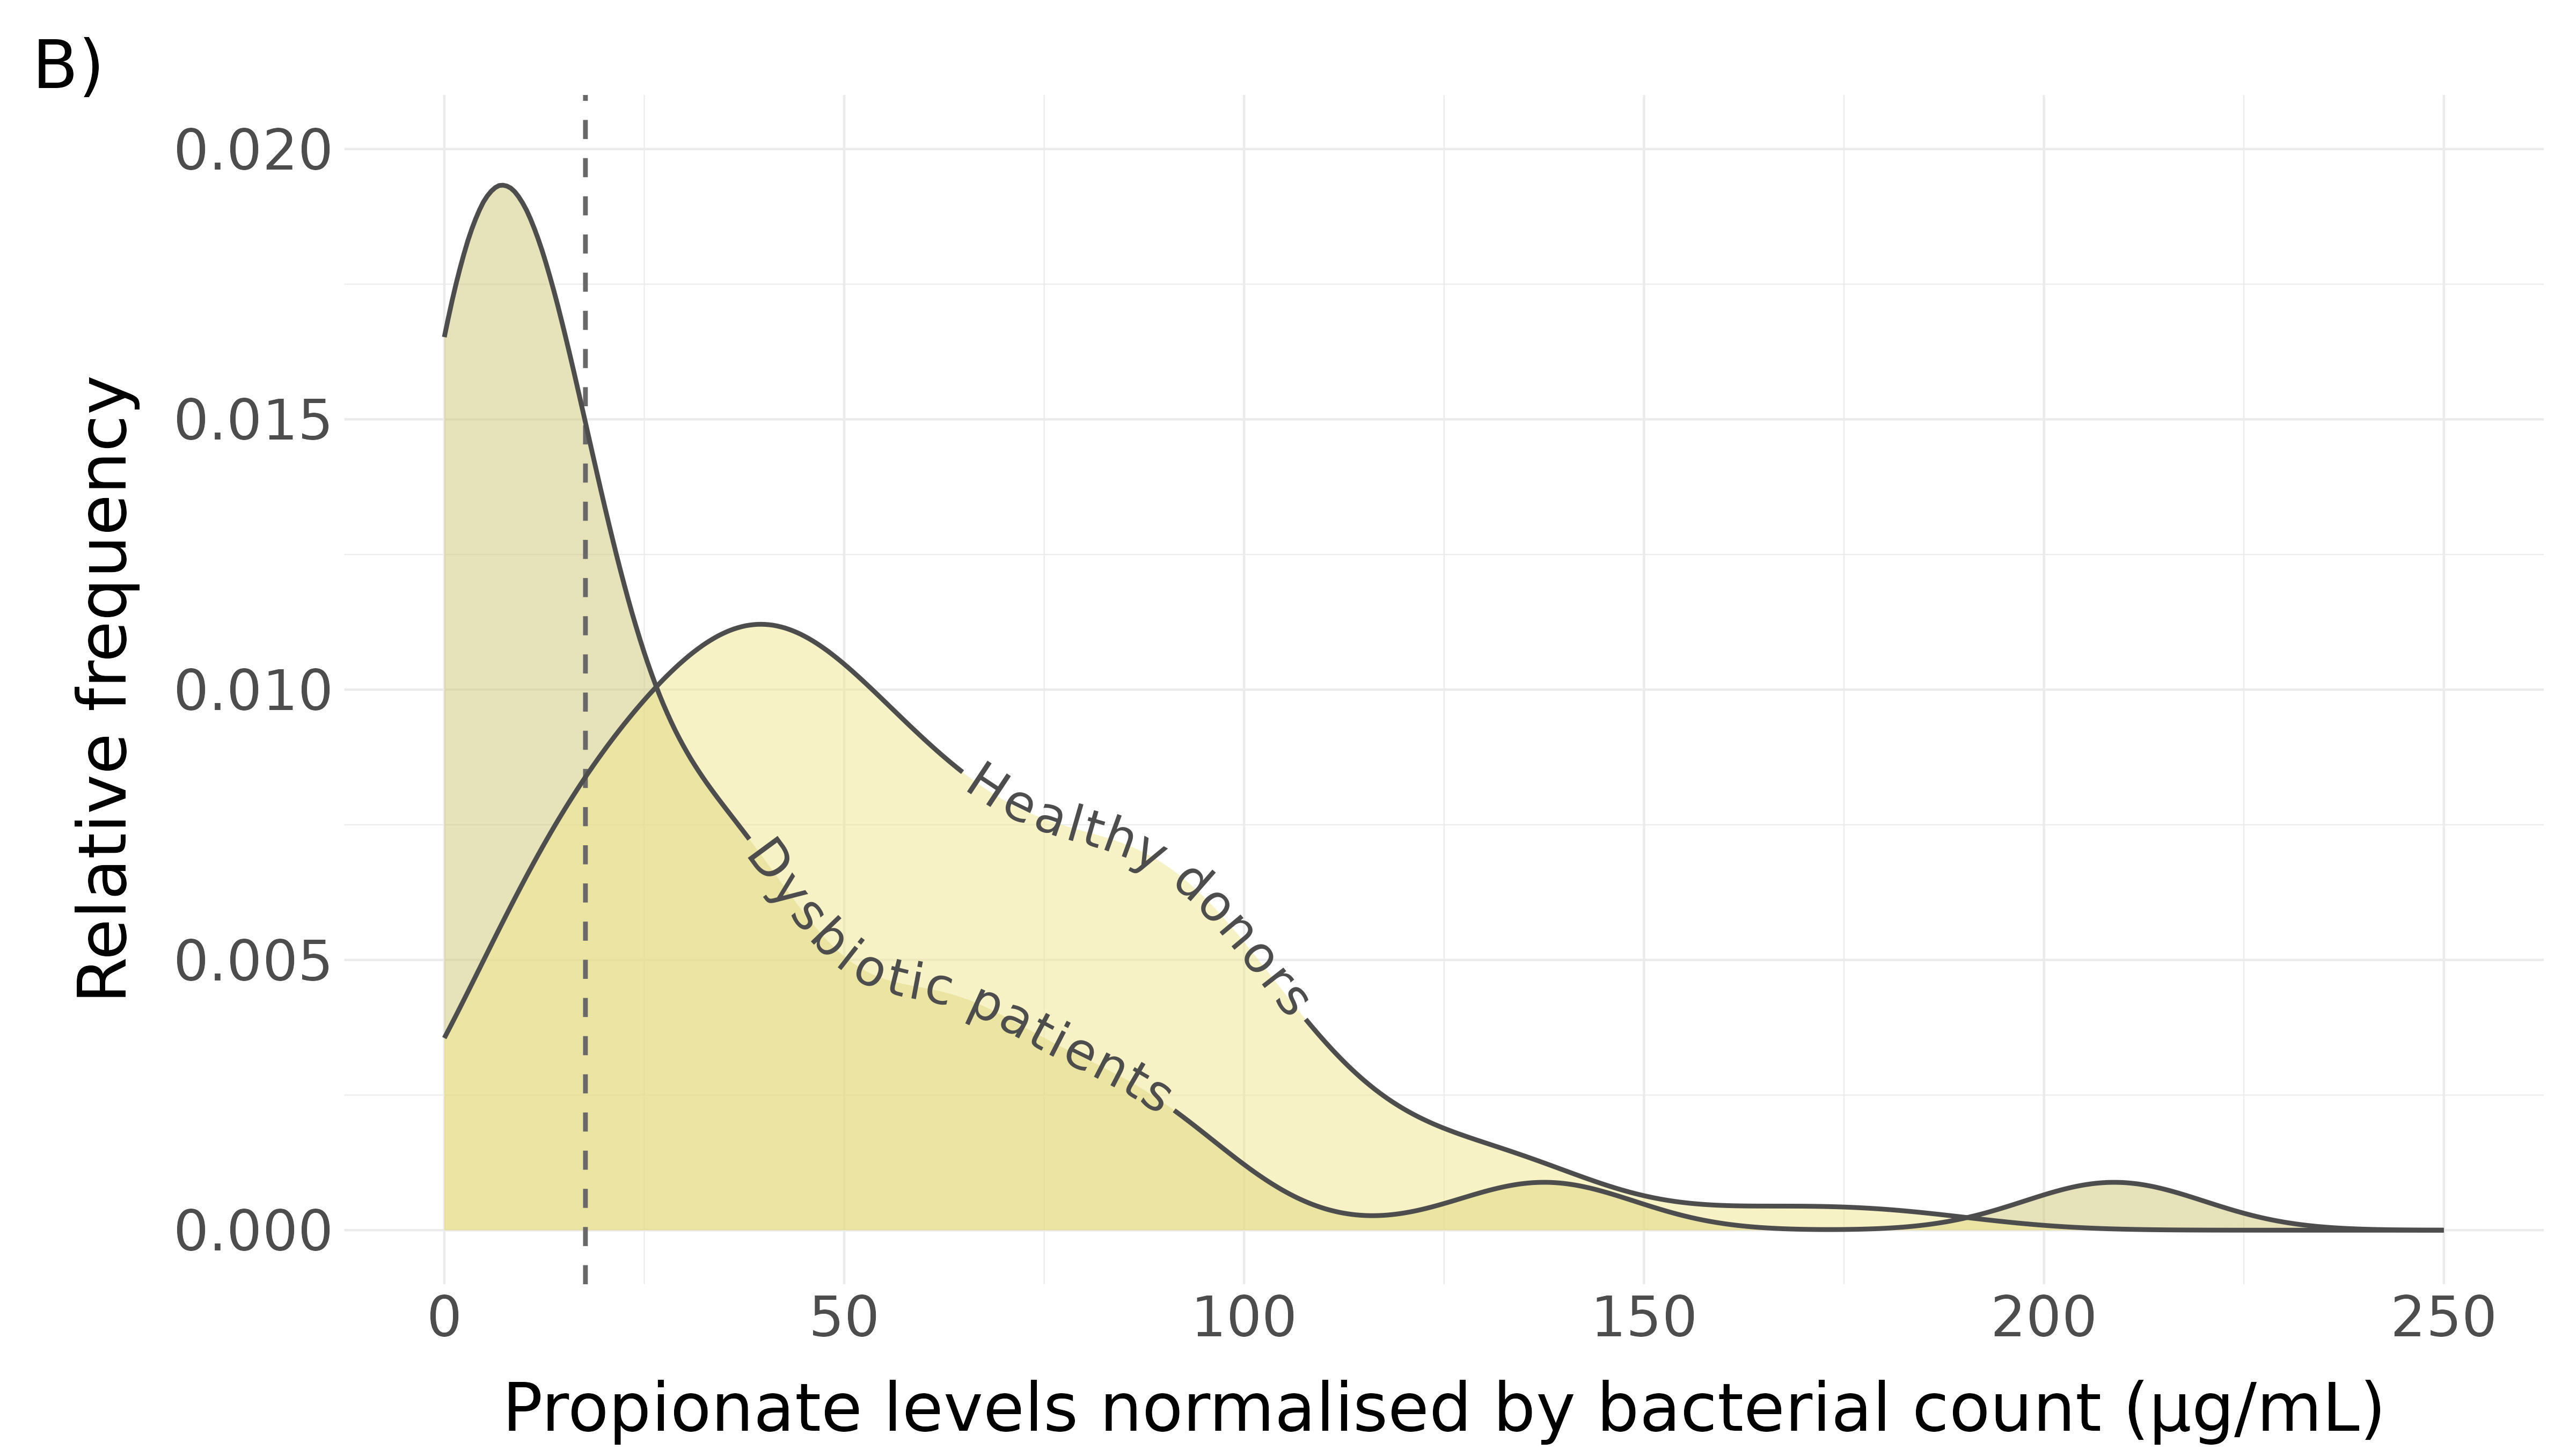 B)
0.020
0.015
0.010
0.005
0.000
Relative frequency
Healthy donors
Dysbiotic patients
0 50 100 150 200 250
Propionate levels normalised by bacterial count (µg/mL)